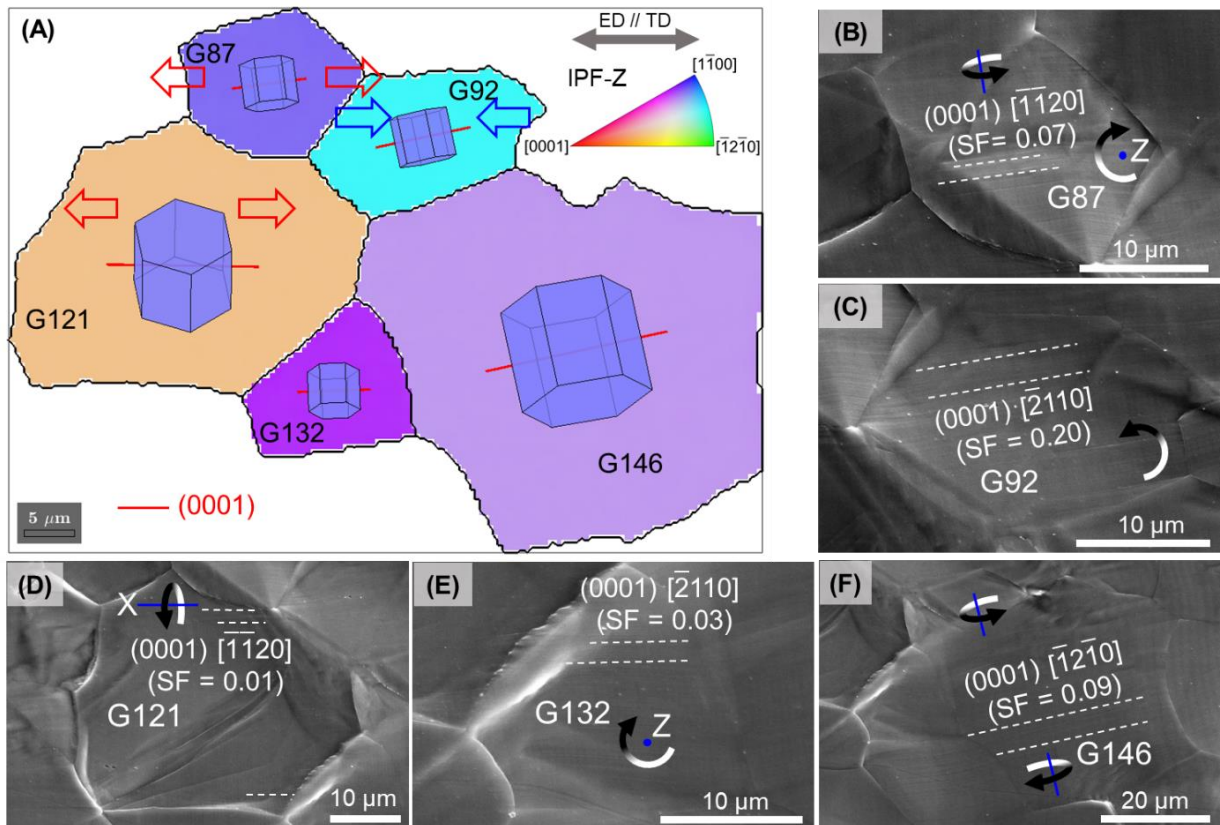 (A)
G87
G92
ED // TD
IPF-Z
[11̅00]
[0001]
[1̅21̅0]
G121
G132
G146
5 μm
(0001)
(B)
(0001) [1̅1̅20]
(SF= 0.07)
Z
G87
10 μm
(C)
(0001) [2̅110]
(SF = 0.20)
G92
10 μm
(D)
X
(0001) [1̅1̅20]
(SF = 0.01)
G121
10 μm
(E)
(0001) [2̅110]
(SF = 0.03)
G132
Z
10 μm
(F)
(0001) [1̅21̅0]
(SF = 0.09)
G146
20 μm